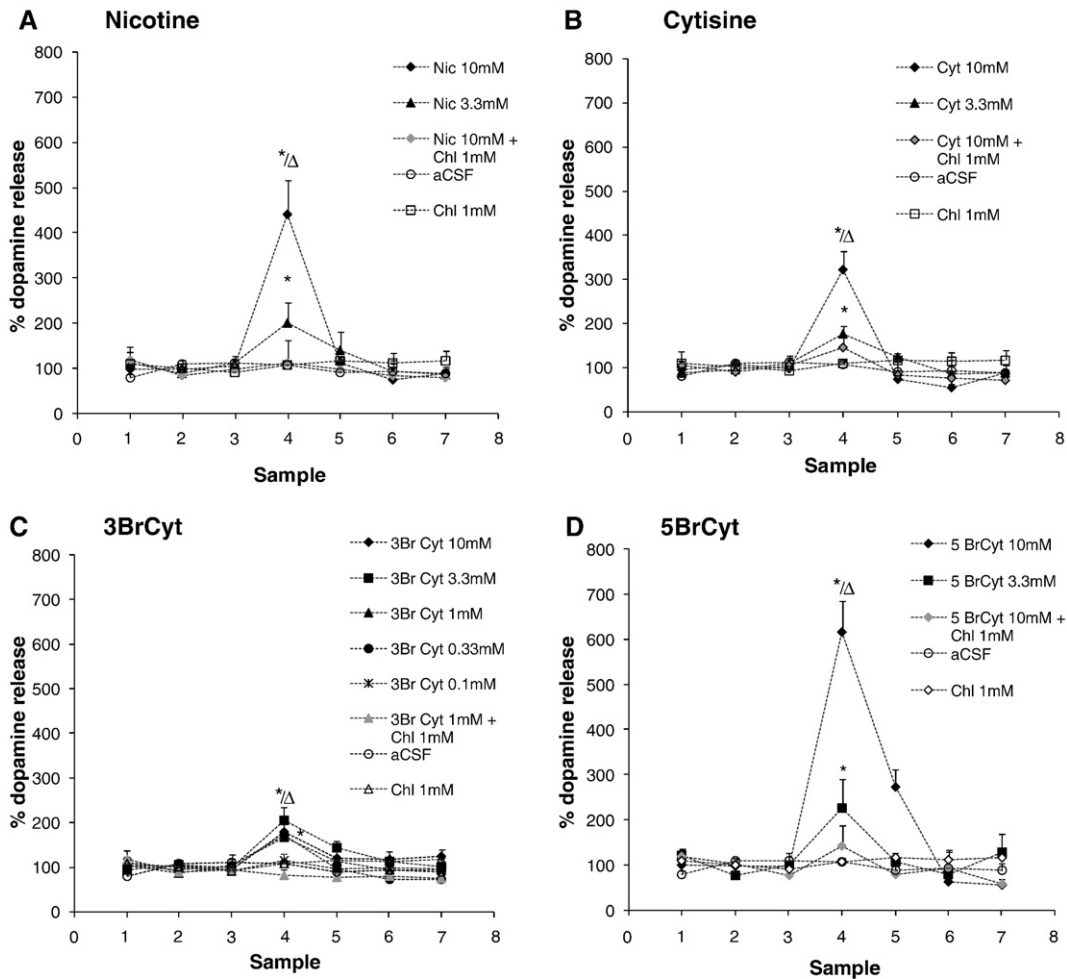 A Nicotine
800
700
600
500
400
300
200
100
0
% dopamine release
0 1 2 3 4 5 6 7 8
Sample
*/Δ
*
Nic 10mM
Nic 3.3mM
Nic 10mM +
Chl 1mM
aCSF
Chl 1mM
B Cytisine
800
700
600
500
400
300
200
100
0
% dopamine release
0 1 2 3 4 5 6 7 8
Sample
*/Δ
*
Cyt 10mM
Cyt 3.3mM
Cyt 10mM +
Chl 1mM
aCSF
Chl 1mM
C 3BrCyt
800
700
600
500
400
300
200
100
0
% dopamine release
0 1 2 3 4 5 6 7 8
Sample
*/Δ
*
3Br Cyt 10mM
3Br Cyt 3.3mM
3Br Cyt 1mM
3Br Cyt 0.33mM
3Br Cyt 0.1mM
3Br Cyt 1mM +
Chl 1mM
aCSF
Chl 1mM
D 5BrCyt
800
700
600
500
400
300
200
100
0
% dopamine release
0 1 2 3 4 5 6 7 8
Sample
*/Δ
*
5 BrCyt 10mM
5 BrCyt 3.3mM
5 BrCyt 10mM +
Chl 1mM
aCSF
Chl 1mM